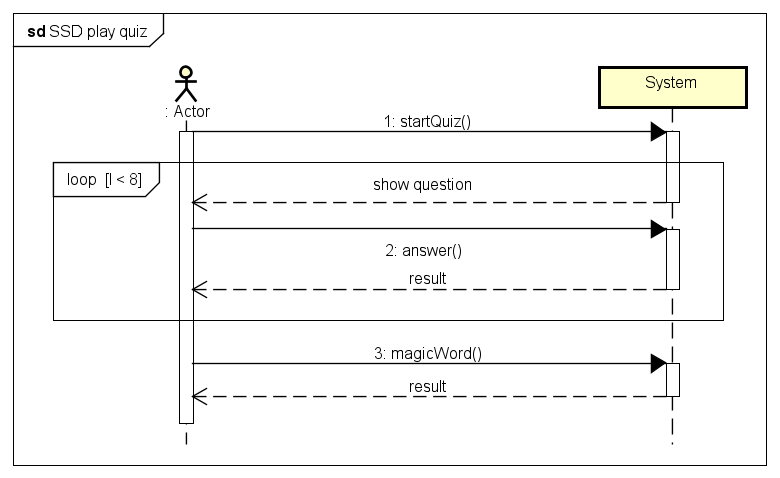 sd SSD play quiz
: Actor
System
1: startQuiz()
loop [I < 8]
show question
2: answer()
result
3: magicWord()
result